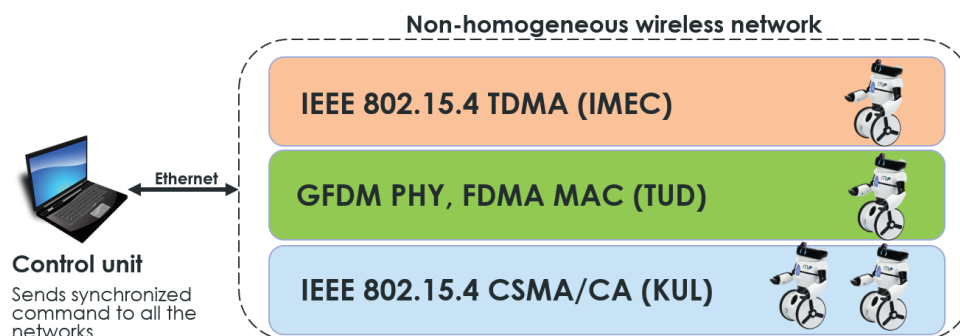 Non-homogeneous wireless network
IEEE 802.15.4 TDMA (IMEC)
Ethernet
GFDM PHY, FDMA MAC (TUD)
Control unit
Sends synchronized
command to all the
networks
IEEE 802.15.4 CSMA/CA (KUL)